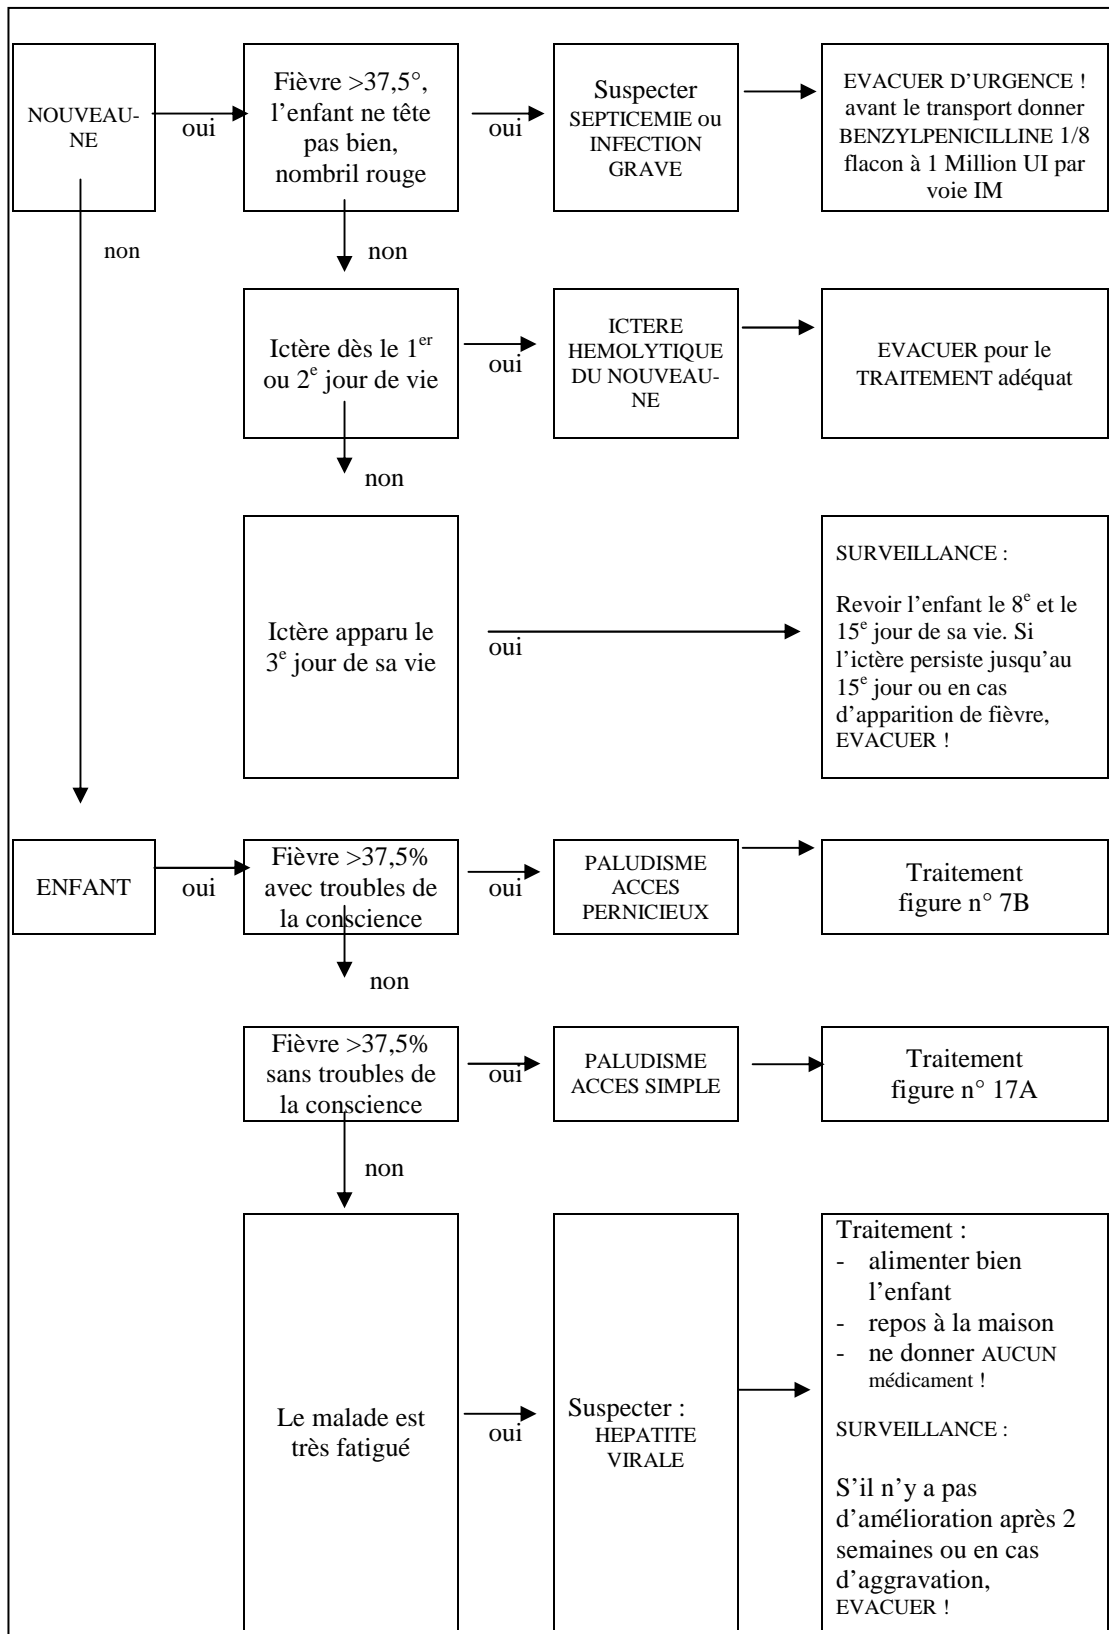 NOUVEAU-
NE
oui
Fièvre >37,5°,
l’enfant ne tête
pas bien,
nombril rouge
oui
Suspecter
SEPTICEMIE ou
INFECTION
GRAVE
EVACUER D’URGENCE !
avant le transport donner
BENZYLPENICILLINE 1/8
flacon à 1 Million UI par
voie IM
non
non
Ictère dès le 1er
ou 2e jour de vie
oui
ICTERE
HEMOLYTIQUE
DU NOUVEAU-
NE
EVACUER pour le
TRAITEMENT adéquat
non
Ictère apparu le
3e jour de sa vie
oui
SURVEILLANCE :
Revoir l’enfant le 8e et le
15e jour de sa vie. Si
l’ictère persiste jusqu’au
15e jour ou en cas
d’apparition de fièvre,
EVACUER !
ENFANT
oui
Fièvre >37,5%
avec troubles de
la conscience
oui
PALUDISME
ACCES
PERNICIEUX
Traitement
figure n° 7B
non
Fièvre >37,5%
sans troubles de
la conscience
oui
PALUDISME
ACCES SIMPLE
Traitement
figure n° 17A
non
Le malade est
très fatigué
oui
Suspecter :
HEPATITE
VIRALE
Traitement :
- alimenter bien
l’enfant
- repos à la maison
- ne donner AUCUN
médicament !
SURVEILLANCE :
S’il n’y a pas
d’amélioration après 2
semaines ou en cas
d’aggravation,
EVACUER !